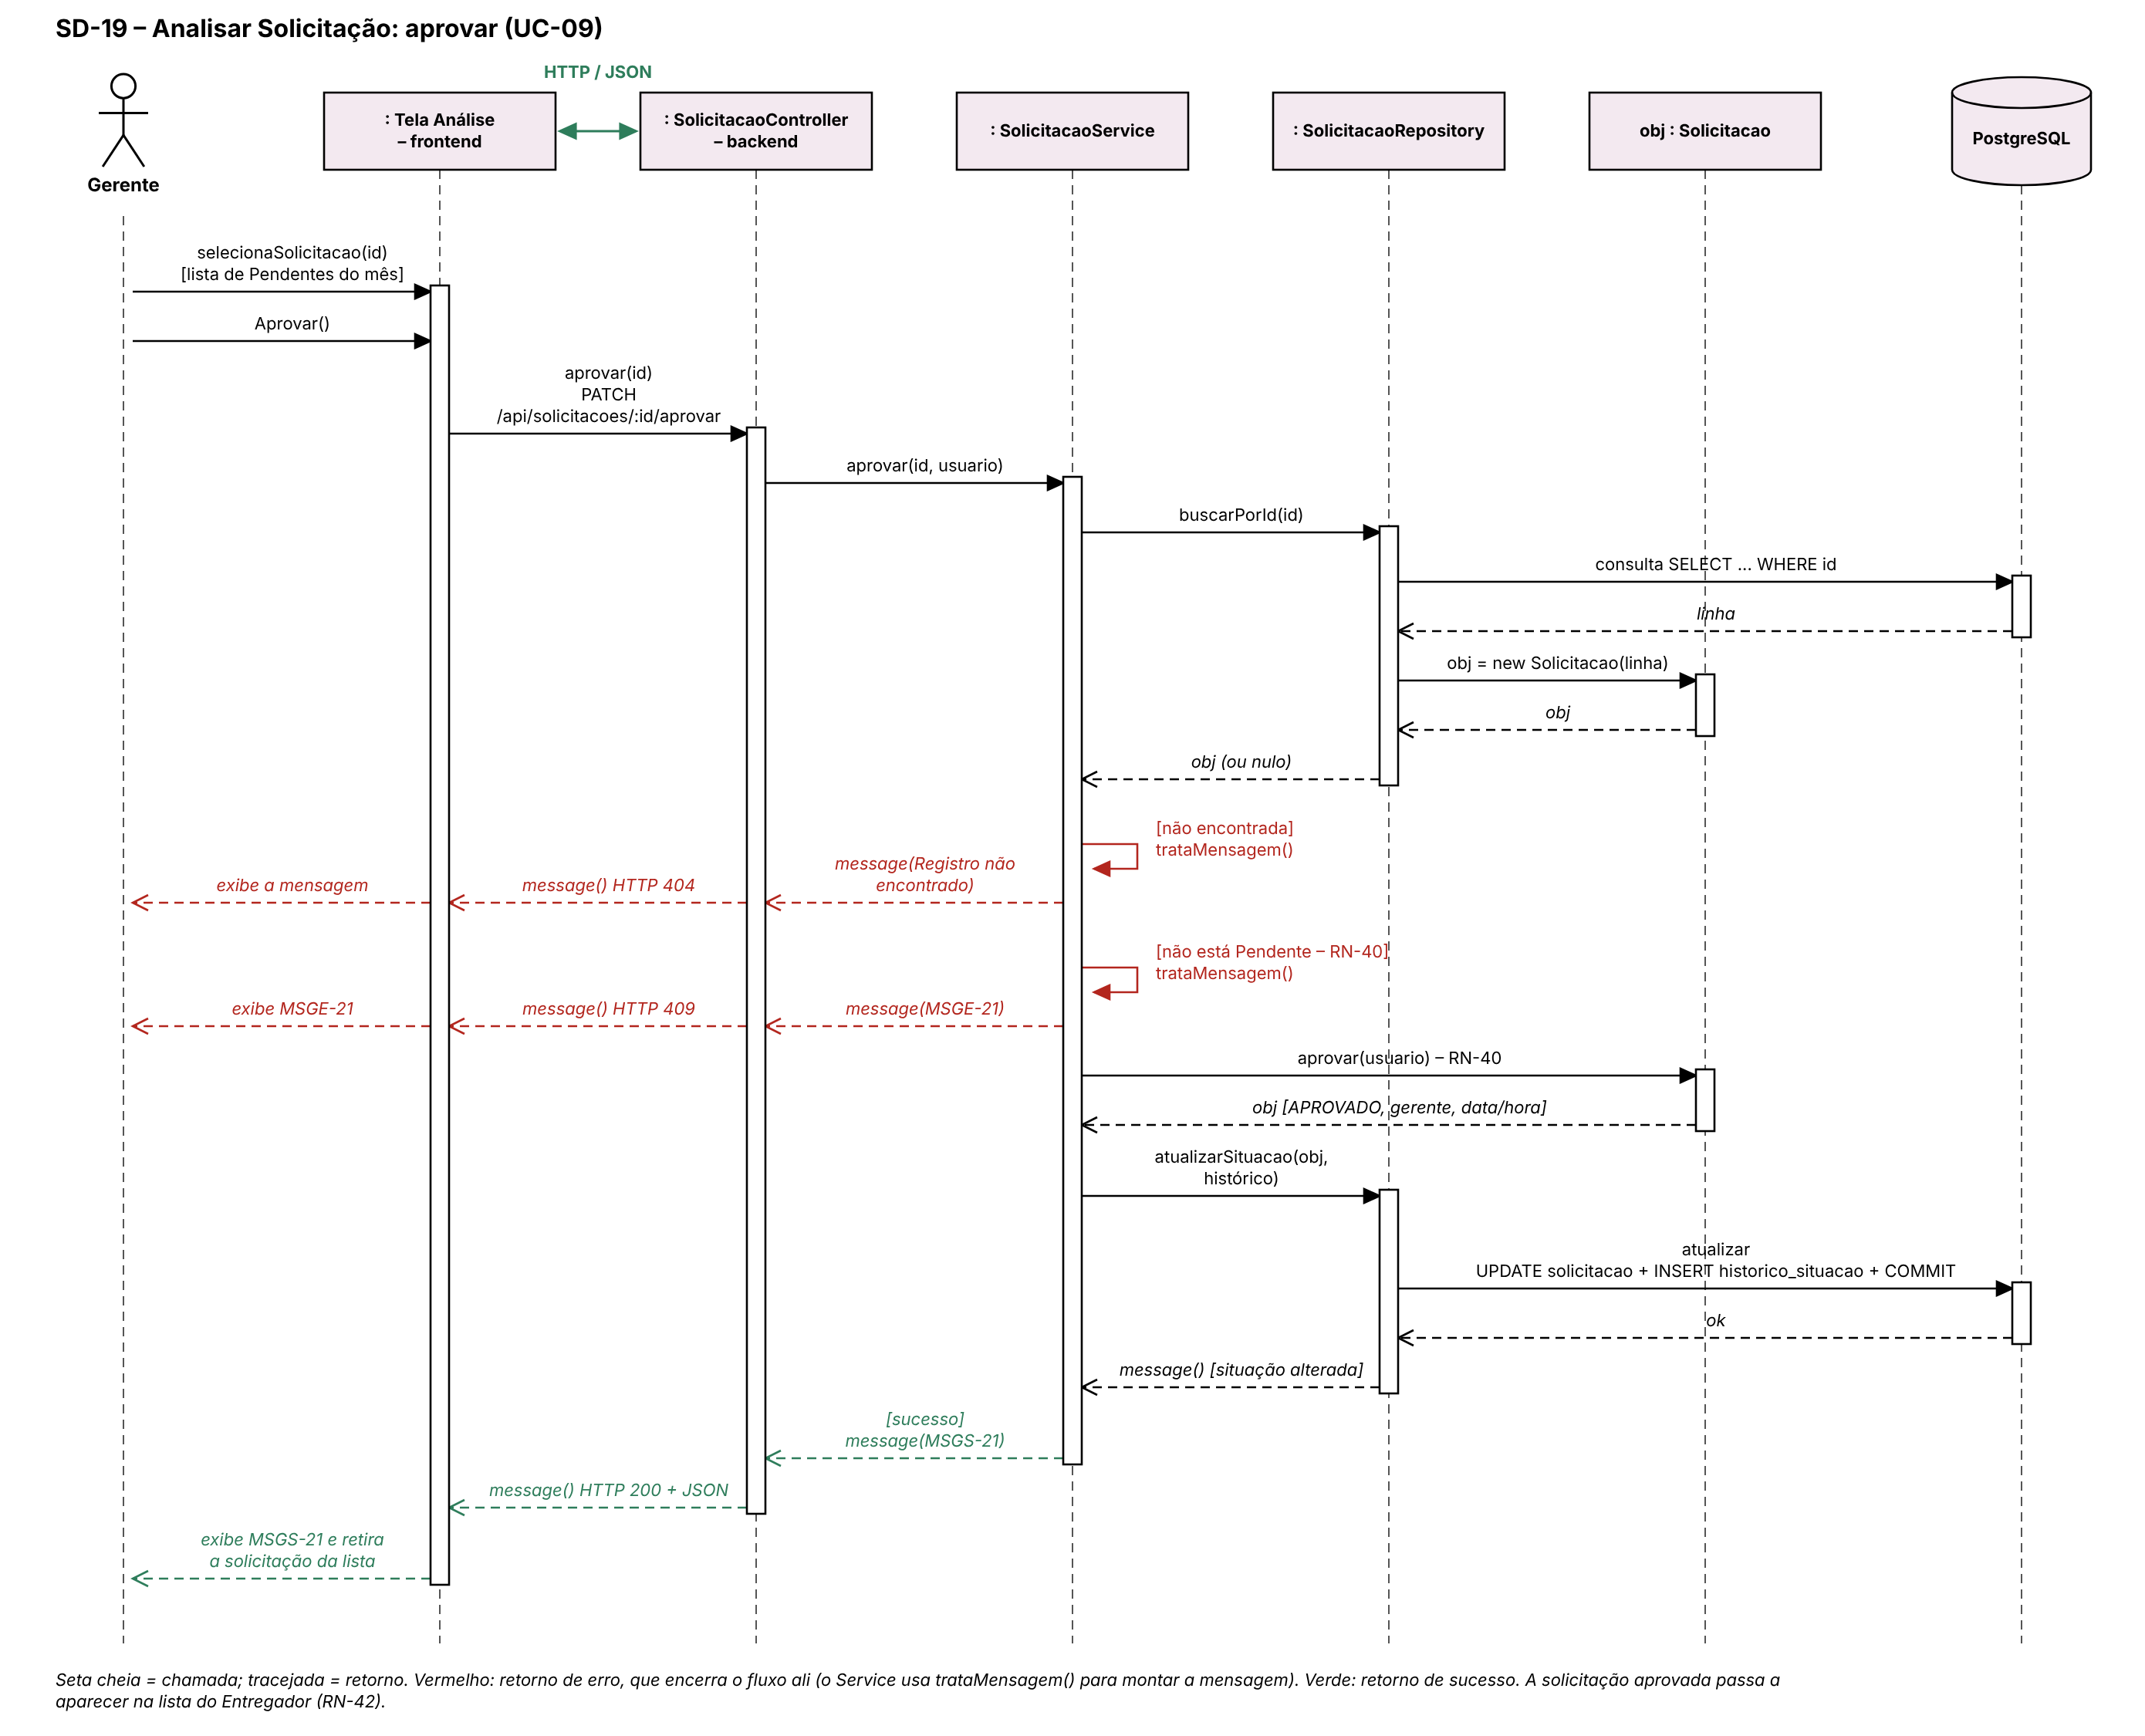 SD-19 – Analisar Solicitação: aprovar (UC-09)
HTTP / JSON
Gerente
: Tela Análise
– frontend
: SolicitacaoController
– backend
: SolicitacaoService
: SolicitacaoRepository
obj : Solicitacao
PostgreSQL
selecionaSolicitacao(id)
[lista de Pendentes do mês]
Aprovar()
aprovar(id)
PATCH
/api/solicitacoes/:id/aprovar
aprovar(id, usuario)
buscarPorId(id)
consulta SELECT ... WHERE id
linha
obj = new Solicitacao(linha)
obj
obj (ou nulo)
[não encontrada]
trataMensagem()
message(Registro não
encontrado)
message() HTTP 404
exibe a mensagem
[não está Pendente – RN-40]
trataMensagem()
message(MSGE-21)
message() HTTP 409
exibe MSGE-21
aprovar(usuario) – RN-40
obj [APROVADO, gerente, data/hora]
atualizarSituacao(obj,
histórico)
atualizar
UPDATE solicitacao + INSERT historico_situacao + COMMIT
ok
message() [situação alterada]
[sucesso]
message(MSGS-21)
message() HTTP 200 + JSON
exibe MSGS-21 e retira
a solicitação da lista
Seta cheia = chamada; tracejada = retorno. Vermelho: retorno de erro, que encerra o fluxo ali (o Service usa trataMensagem() para montar a mensagem). Verde: retorno de sucesso. A solicitação aprovada passa a
aparecer na lista do Entregador (RN-42).